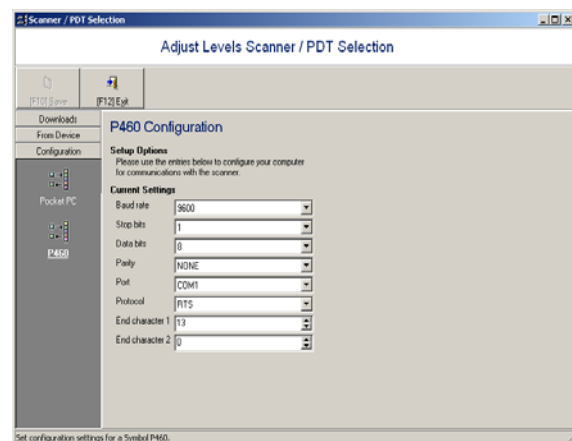 Scanner / PDT Selection
Adjust Levels Scanner / PDT Selection
[F10] Save
[F12] Exit
Downloads
From Device
Configuration
Pocket PC
P460
P460 Configuration
Setup Options
Please use the entries below to configure your computer
for communications with the scanner.
Current Settings
Baud rate 9600
Stop bits 1
Data bits 8
Parity NONE
Port COM1
Protocol RTS
End character 1 13
End character 2 0
Set configuration settings for a Symbol P460.